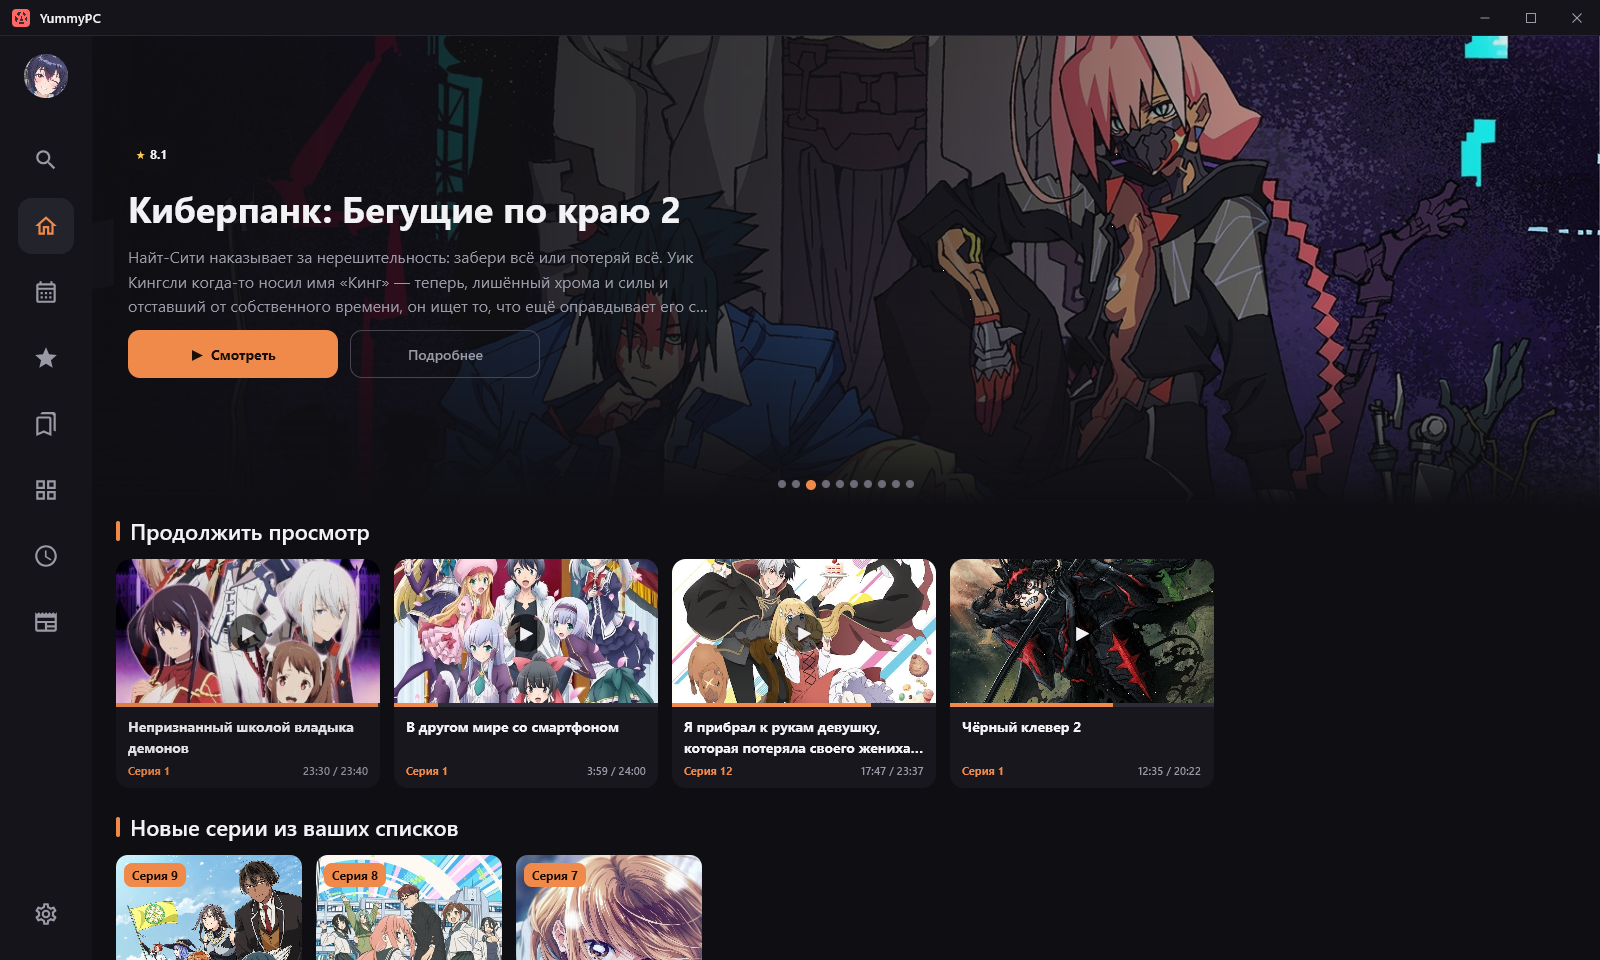 YummyPC
★ 8.1
Киберпанк: Бегущие по краю 2
Найт-Сити наказывает за нерешительность: забери всё или потеряй всё. Уик
Кингсли когда-то носил имя «Кинг» — теперь, лишённый хрома и силы и
отставший от собственного времени, он ищет то, что ещё оправдывает его с...
Смотреть
Подробнее
Продолжить просмотр
Непризнанный школой владыка
демонов
Серия 1 23:30 / 23:40
В другом мире со смартфоном
Серия 1 3:59 / 24:00
Я прибрал к рукам девушку,
которая потеряла своего жениха...
Серия 12 17:47 / 23:37
Чёрный клевер 2
Серия 1 12:35 / 20:22
Новые серии из ваших списков
Серия 9
Серия 8
Серия 7